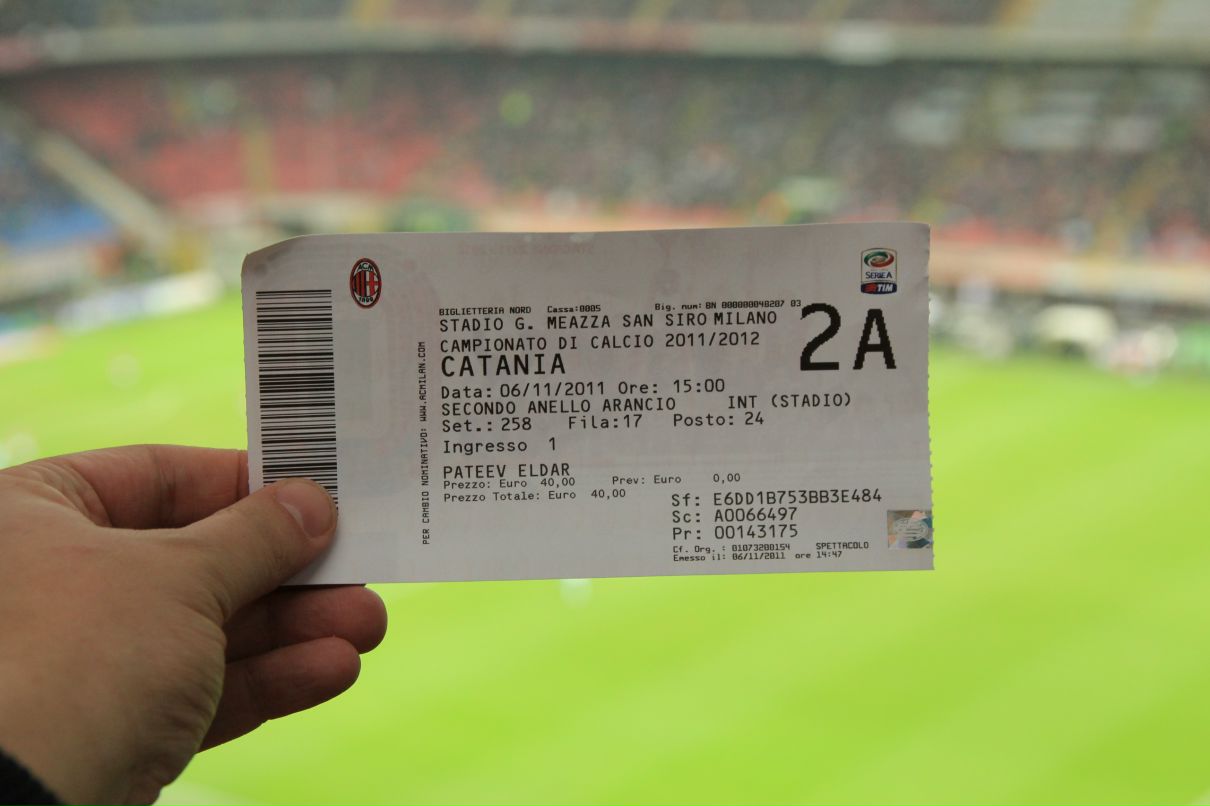 ACM
1899
SERIE A
TIM
BIGLIETTERIA NORD Cassa:0005 Big. num: BN 000000048207 03
STADIO G. MEAZZA SAN SIRO MILANO
2A
CAMPIONATO DI CALCIO 2011/2012
CATANIA
Data: 06/11/2011 Ore: 15:00
SECONDO ANELLO ARANCIO INT (STADIO)
Set.: 258 Fila:17 Posto: 24
Ingresso 1
PATEEV ELDAR
Prezzo: Euro 40,00 Prev: Euro 0,00
Prezzo Totale: Euro 40,00
Sf: E6DD1B753BB3E484
Sc: A0066497
Pr: 00143175
Cf. Org. : 01073200154 SPETTACOLO
Emesso il: 06/11/2011 ore 14:47
PER CAMBIO NOMINATIVO: WWW.ACMILAN.COM